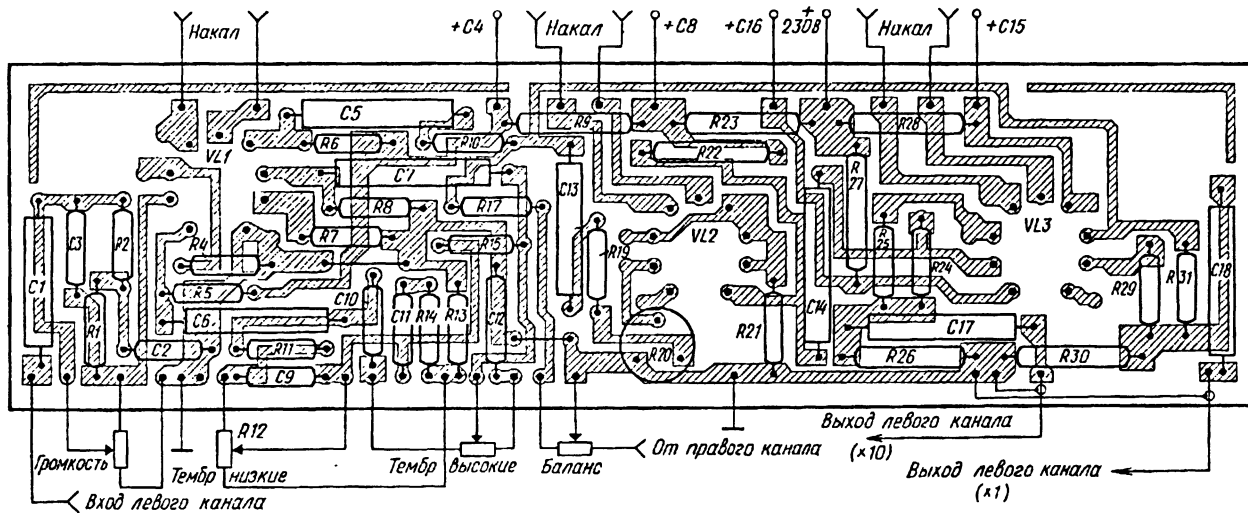 Накал
+C4
Накал
+C8
+C16
+
230В
Накал
+C15
C5
R9
R23
R28
VL1
R6
R10
R22
C7
C13
R27
C3
R2
R8
R17
R7
R15
R19
VL2
R25
R24
VL3
C1
R4
R5
C10
C6
C11
R14
R13
C12
R1
C2
R11
C9
R20
R21
C14
C17
R26
R30
R29
R31
C18
R12
Громкость
Тембр низкие
Тембр высокие
Баланс
От правого канала
Выход левого канала
(×10)
Выход левого канала
(×1)
Вход левого канала